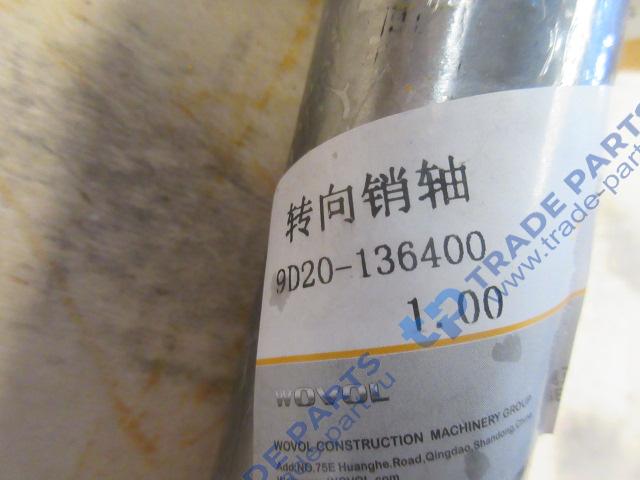 转向销轴
9D20-136400
1.00
WOVOL
WOVOL CONSTRUCTION MACHINERY GROUP
Add:NO.75E Huanghe.Road,Qingdao,Shandong,China
TRADE PARTS
www.trade-part.ru